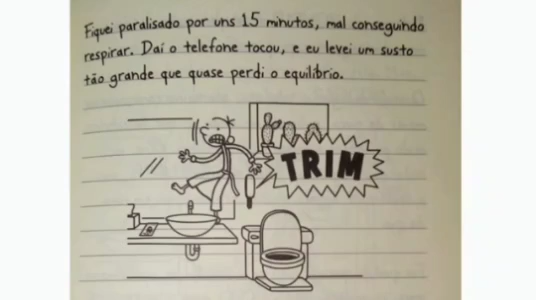 Fiquei paralisado por uns 15 minutos, mal conseguindo
respirar. Daí o telefone tocou, e eu levei um susto
tão grande que quase perdi o equilíbrio.
TRIM